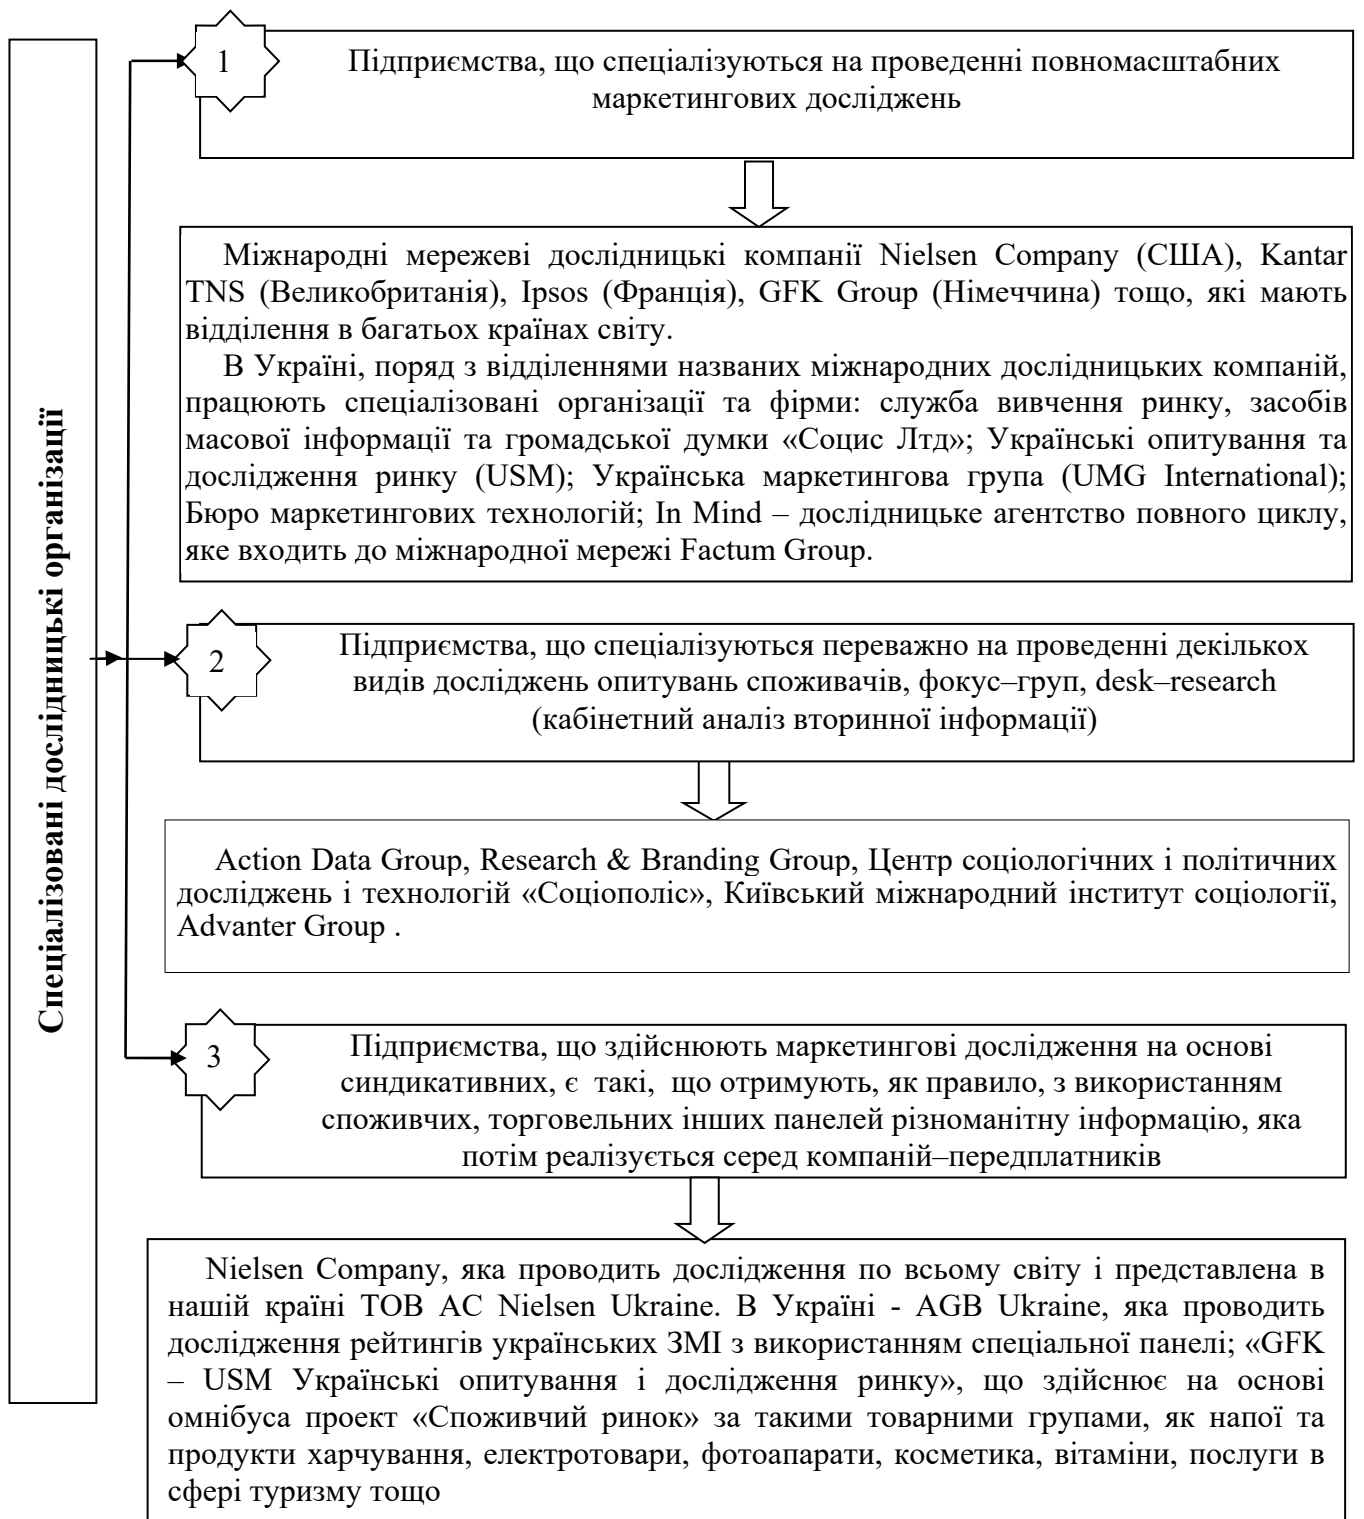 Спеціалізовані дослідницькі організації
1
Підприємства, що спеціалізуються на проведенні повномасштабних
маркетингових досліджень
Міжнародні мережеві дослідницькі компанії Nielsen Company (США), Kantar
TNS (Великобританія), Ipsos (Франція), GFK Group (Німеччина) тощо, які мають
відділення в багатьох країнах світу.
В Україні, поряд з відділеннями названих міжнародних дослідницьких компаній,
працюють спеціалізовані організації та фірми: служба вивчення ринку, засобів
масової інформації та громадської думки «Социс Лтд»; Українські опитування та
дослідження ринку (USM); Українська маркетингова група (UMG International);
Бюро маркетингових технологій; In Mind – дослідницьке агентство повного циклу,
яке входить до міжнародної мережі Factum Group.
2
Підприємства, що спеціалізуються переважно на проведенні декількох
видів досліджень опитувань споживачів, фокус–груп, desk–research
(кабінетний аналіз вторинної інформації)
Action Data Group, Research & Branding Group, Центр соціологічних і політичних
досліджень і технологій «Соціополіс», Київський міжнародний інститут соціології,
Advanter Group .
3
Підприємства, що здійснюють маркетингові дослідження на основі
синдикативних, є такі, що отримують, як правило, з використанням
споживчих, торговельних інших панелей різноманітну інформацію, яка
потім реалізується серед компаній–передплатників
Nielsen Company, яка проводить дослідження по всьому світу і представлена в
нашій країні ТОВ AC Nielsen Ukraine. В Україні - AGB Ukraine, яка проводить
дослідження рейтингів українських ЗМІ з використанням спеціальної панелі; «GFK
– USM Українські опитування і дослідження ринку», що здійснює на основі
омнібуса проект «Споживчий ринок» за такими товарними групами, як напої та
продукти харчування, електротовари, фотоапарати, косметика, вітаміни, послуги в
сфері туризму тощо